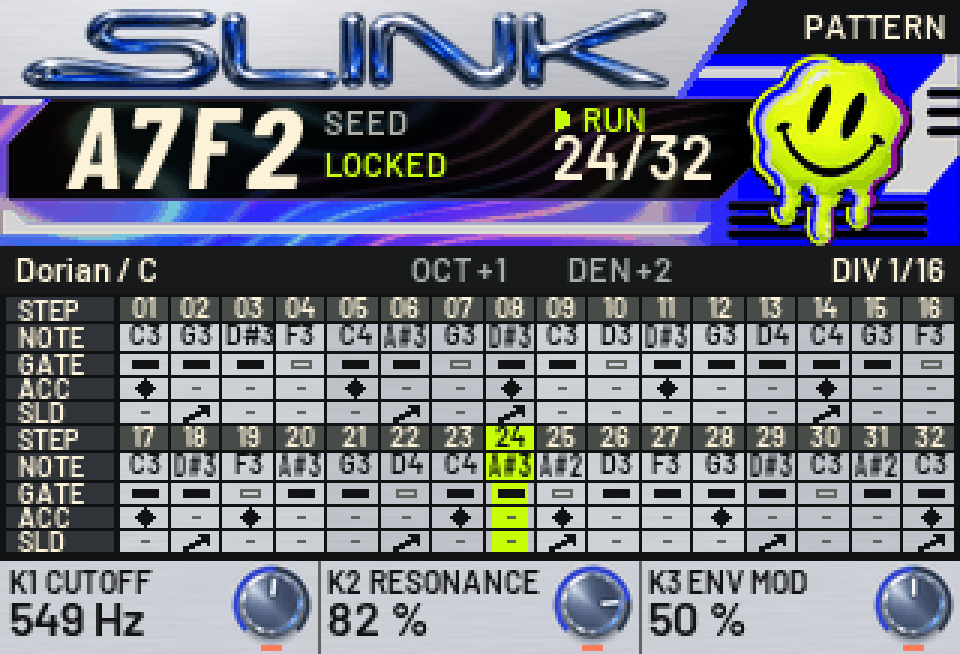 SLINK
PATTERN
A7F2
SEED
LOCKED
RUN
24/32
Dorian / C OCT +1 DEN +2 DIV 1/16
STEP 01 02 03 04 05 06 07 08 09 10 11 12 13 14 15 16
NOTE C3 G3 D#3 F3 C4 A#3 G3 D#3 C3 D3 D#3 G3 D4 C4 G3 F3
GATE
ACC - - - - - - - - - - -
SLD - - - - - - - - - - - -
STEP 17 18 19 20 21 22 23 24 25 26 27 28 29 30 31 32
NOTE C3 D#3 F3 A#3 G3 D4 C4 A#3 A#2 D3 F3 G3 D#3 C3 A#2 C3
GATE
ACC - - - - - - - - - -
SLD - - - - - - - - - - -
K1 CUTOFF
549 Hz
K2 RESONANCE
82 %
K3 ENV MOD
50 %